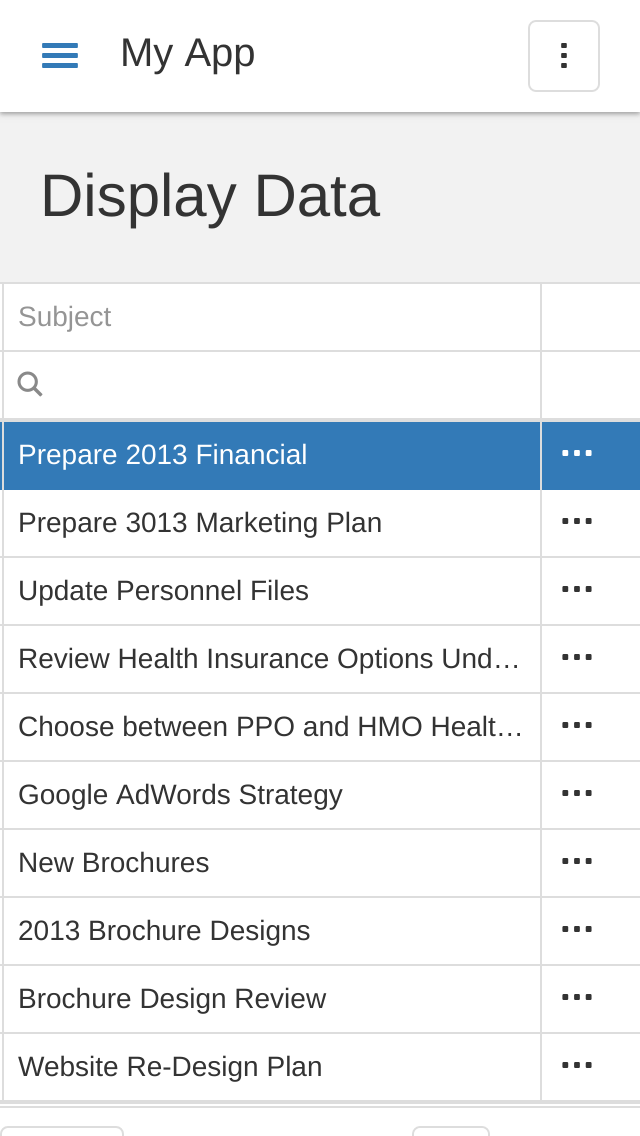 My App
Display Data
Subject
Prepare 2013 Financial
Prepare 3013 Marketing Plan
Update Personnel Files
Review Health Insurance Options Und...
Choose between PPO and HMO Healt...
Google AdWords Strategy
New Brochures
2013 Brochure Designs
Brochure Design Review
Website Re-Design Plan